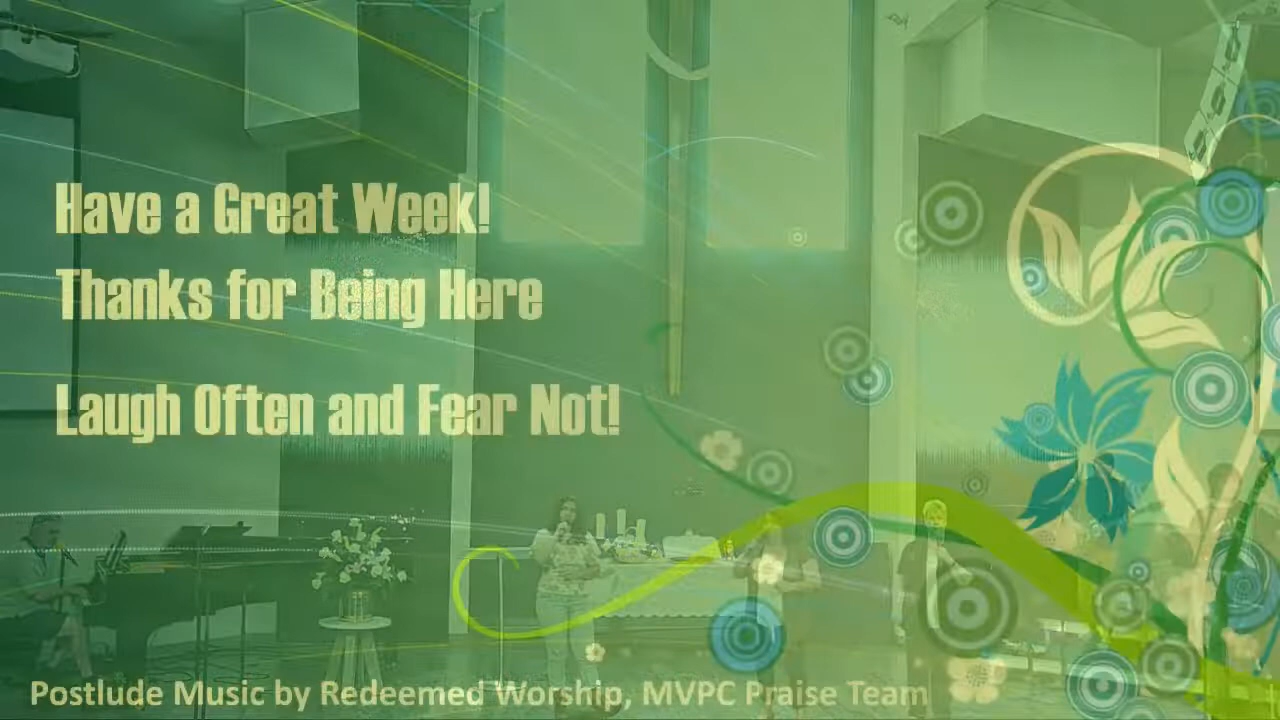 Have a Great Week!
Thanks for Being Here
Laugh Often and Fear Not!
Postlude Music by Redeemed Worship, MVPC Praise Team